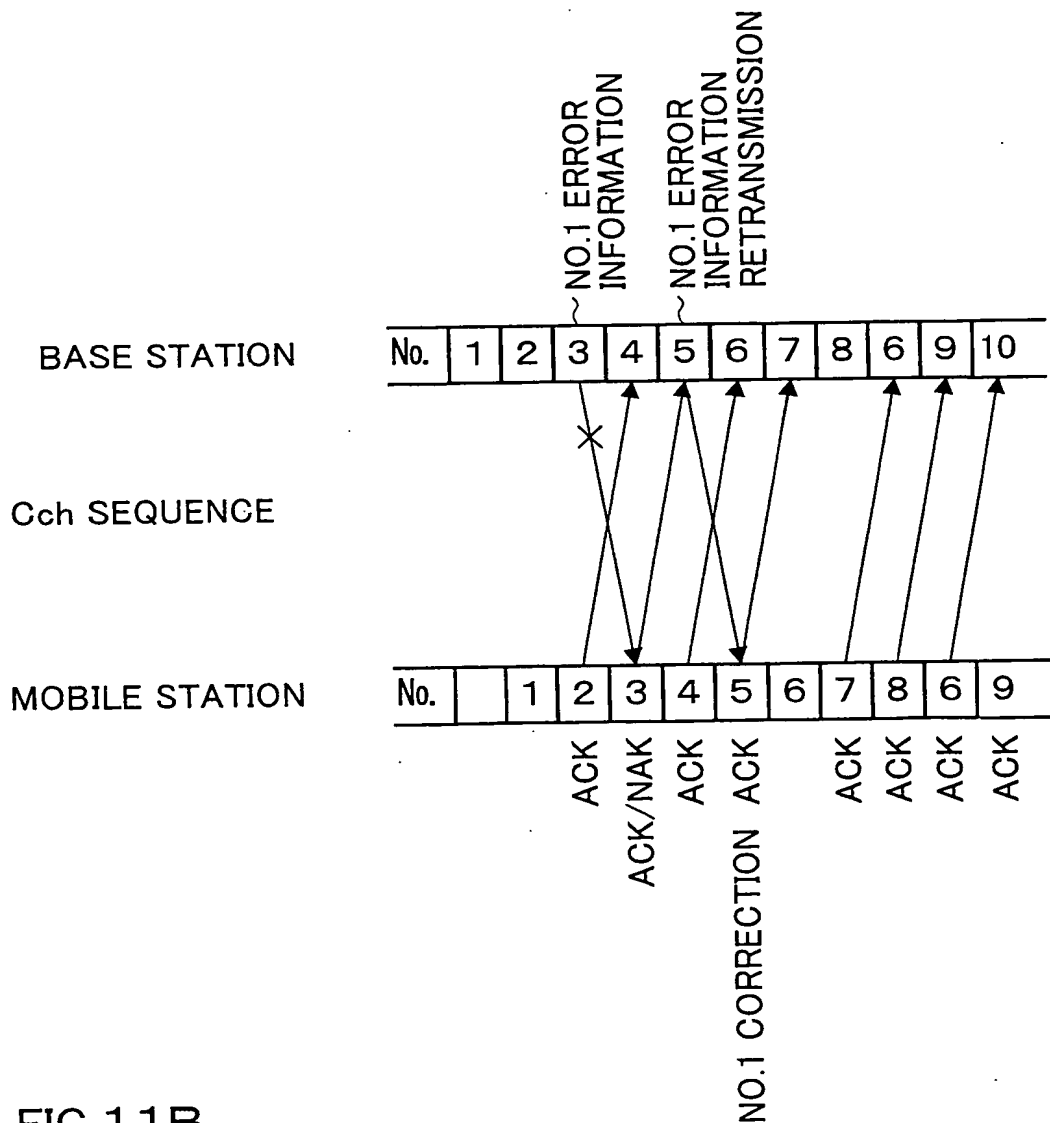 NO.1 ERROR
INFORMATION
NO.1 ERROR
INFORMATION
RETRANSMISSION
BASE STATION
No. 1 2 3 4 5 6 7 8 6 9 10
Cch SEQUENCE
MOBILE STATION
No. 1 2 3 4 5 6 7 8 6 9
ACK
ACK/NAK
ACK
NO.1 CORRECTION ACK
ACK
ACK
ACK
ACK
FIG.11B